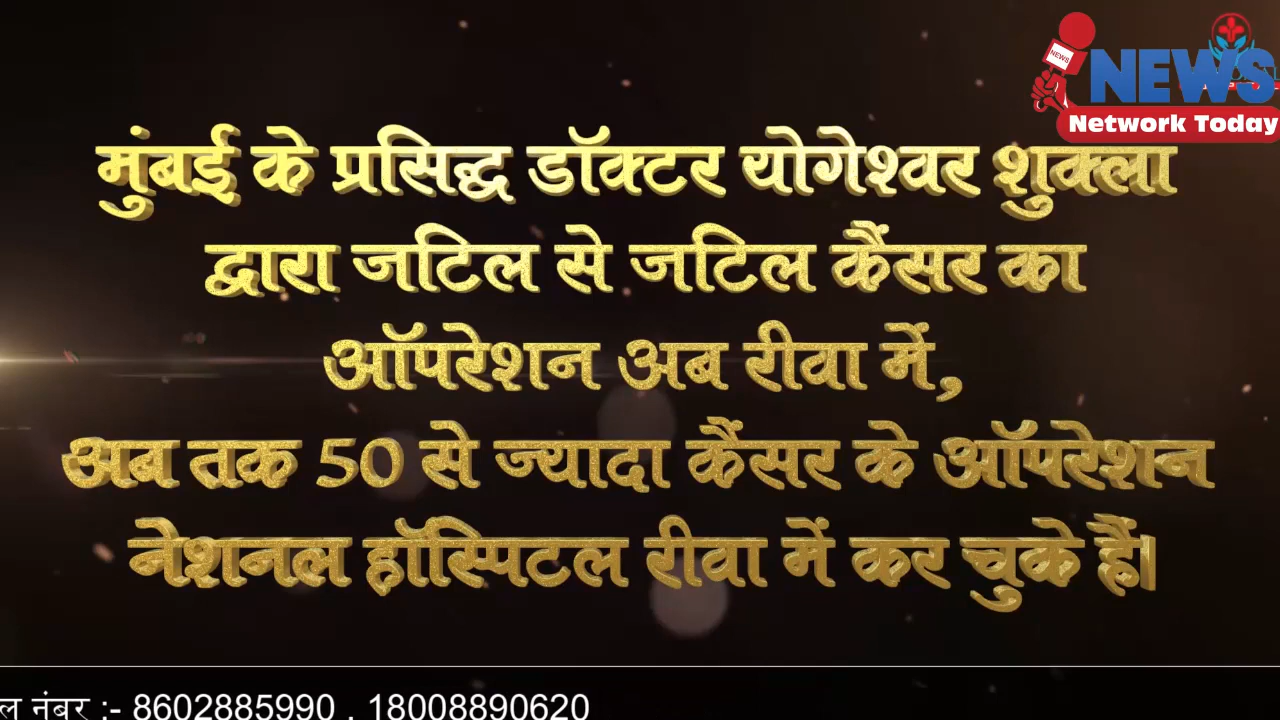 NEWS
NEWS
Network Today
मुंबई के प्रसिद्ध डॉक्टर योगेश्वर शुक्ला
द्वारा जटिल से जटिल कैंसर का
ऑपरेशन अब रीवा में,
अब तक 50 से ज्यादा कैंसर के ऑपरेशन
नेशनल हॉस्पिटल रीवा में कर चुके हैं।
नंबर :- 8602885990 , 18008890620